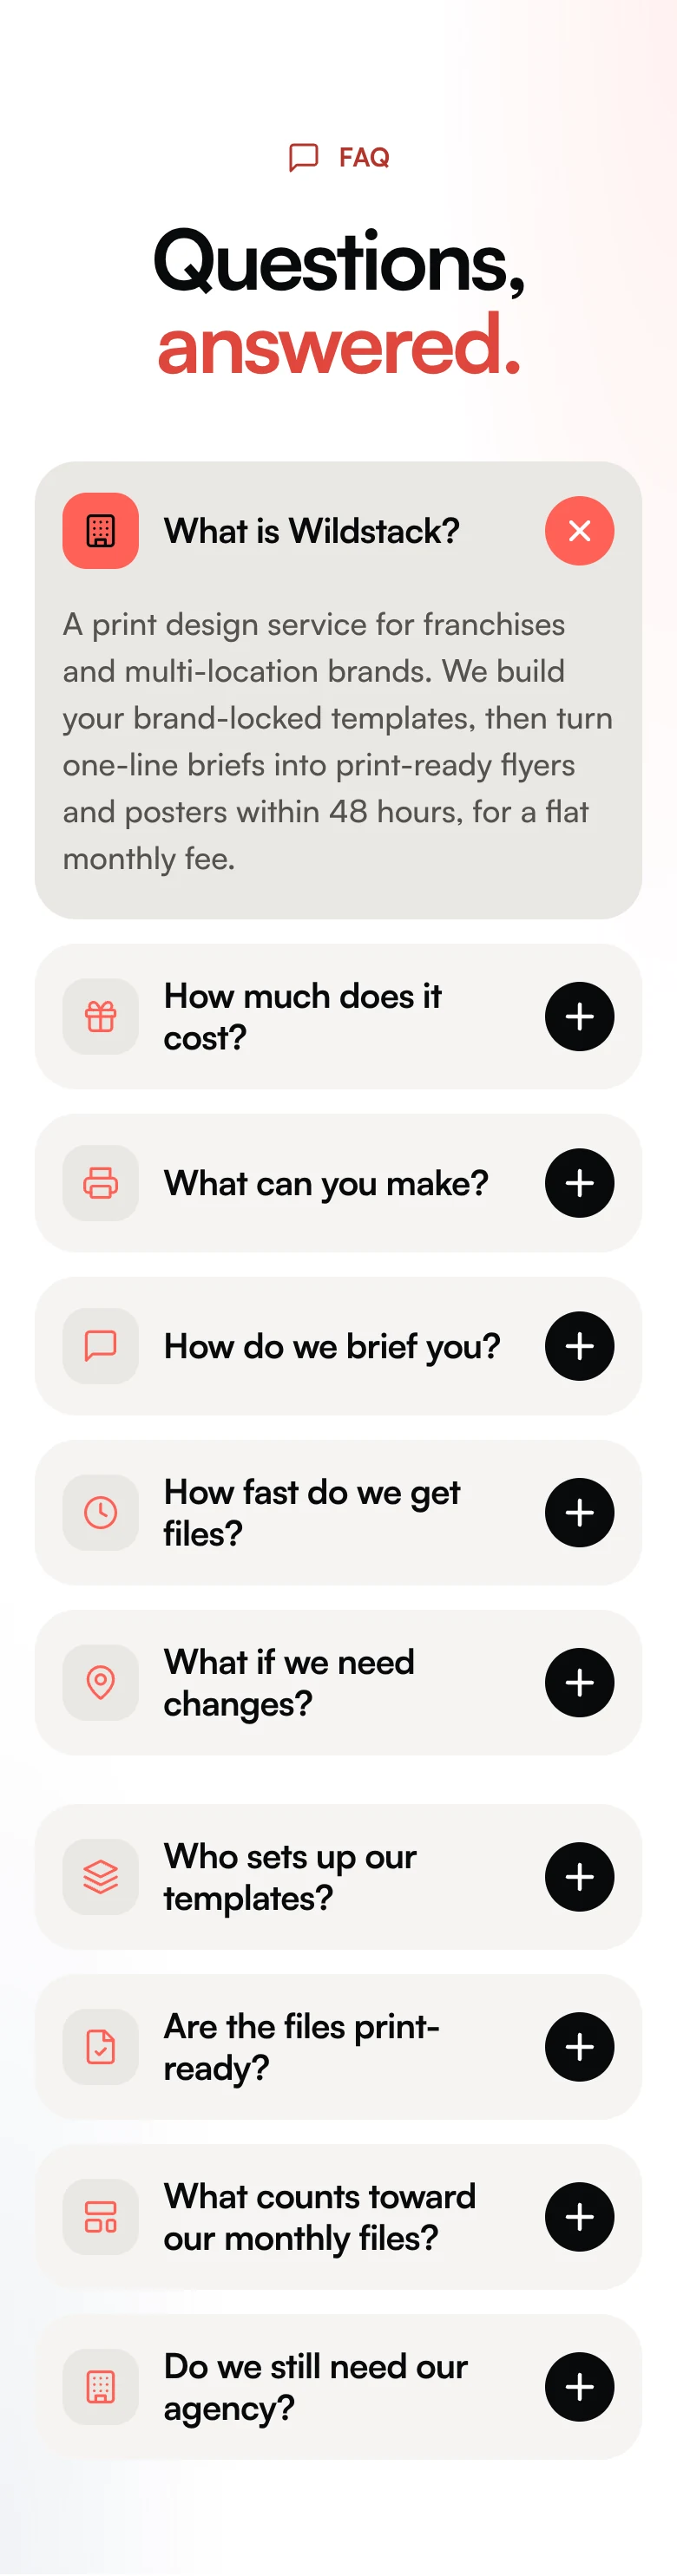 FAQ
Questions,
answered.
What is Wildstack?
A print design service for franchises
and multi-location brands. We build
your brand-locked templates, then turn
one-line briefs into print-ready flyers
and posters within 48 hours, for a flat
monthly fee.
How much does it
cost?
What can you make?
How do we brief you?
How fast do we get
files?
What if we need
changes?
Who sets up our
templates?
Are the files print-
ready?
What counts toward
our monthly files?
Do we still need our
agency?